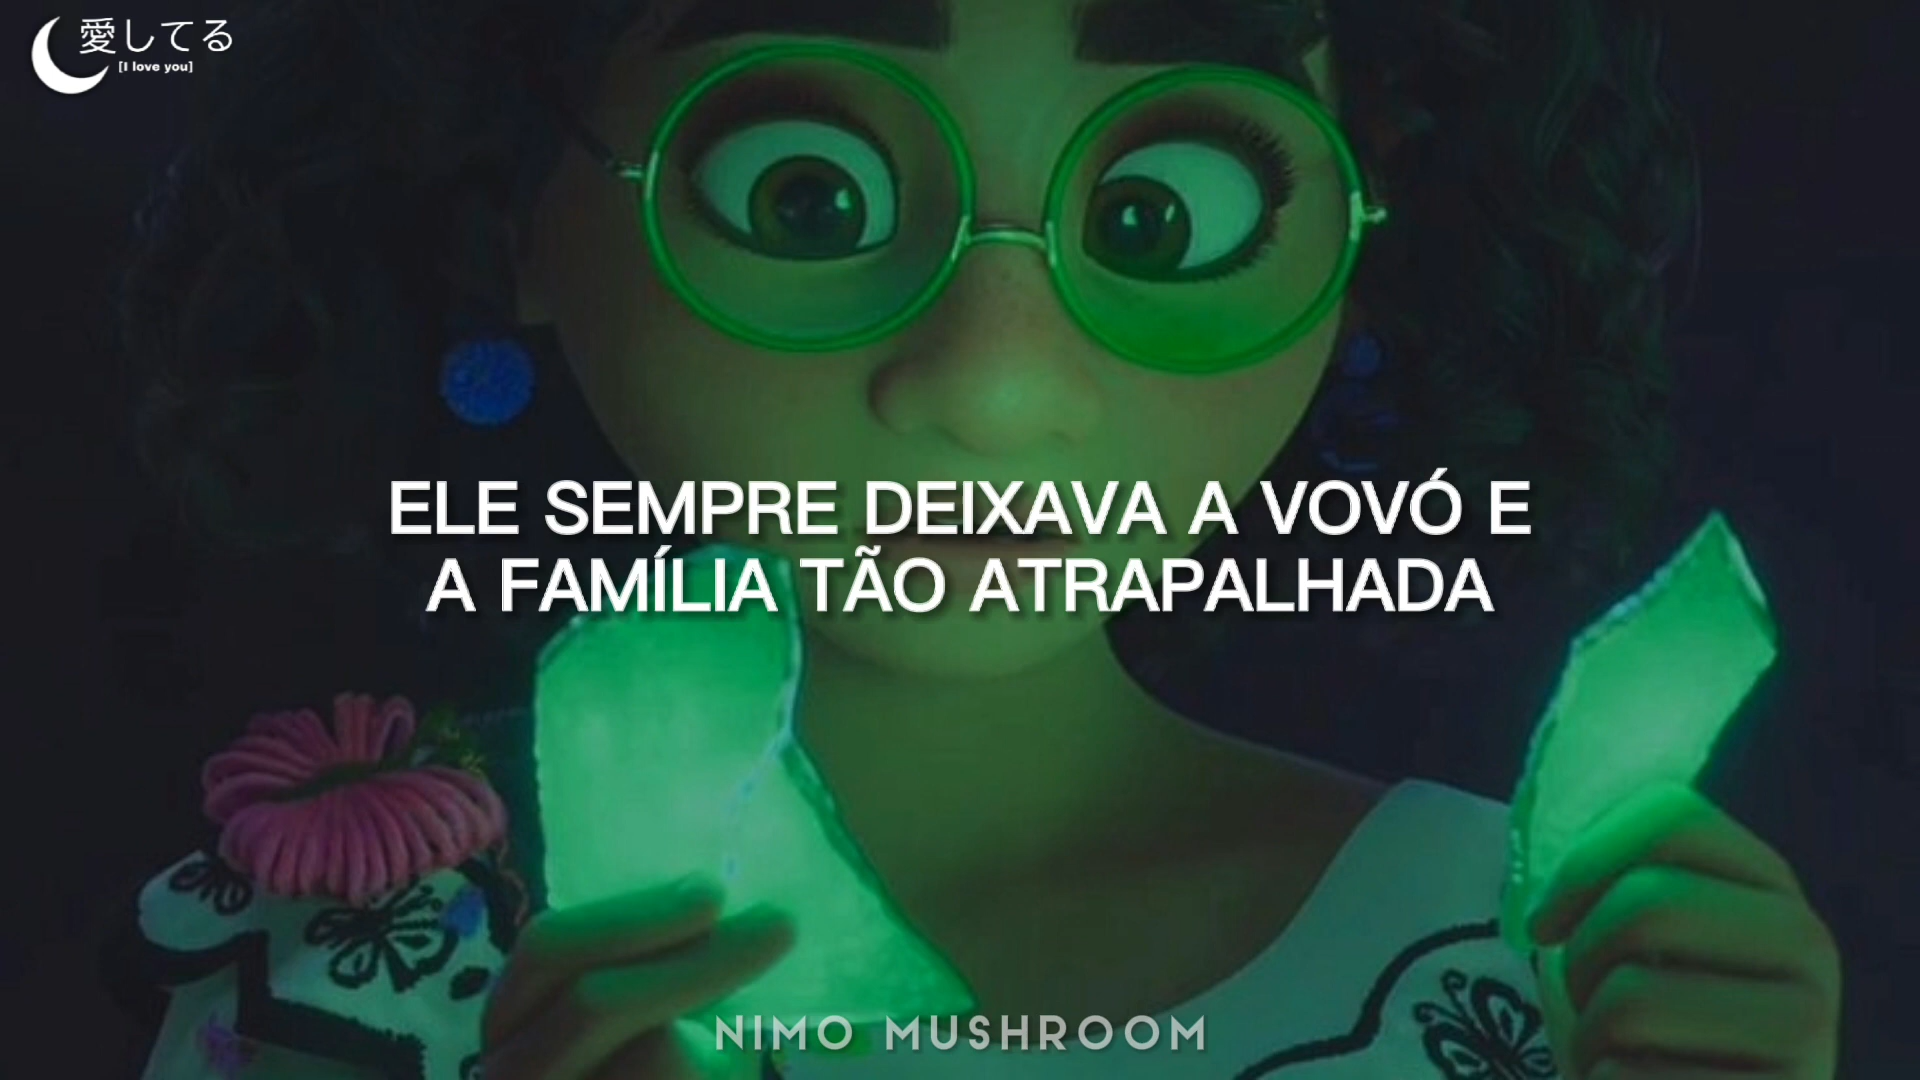 愛してる
[I love you]
ELE SEMPRE DEIXAVA A VOVÓ E
A FAMÍLIA TÃO ATRAPALHADA
NIMO MUSHROOM